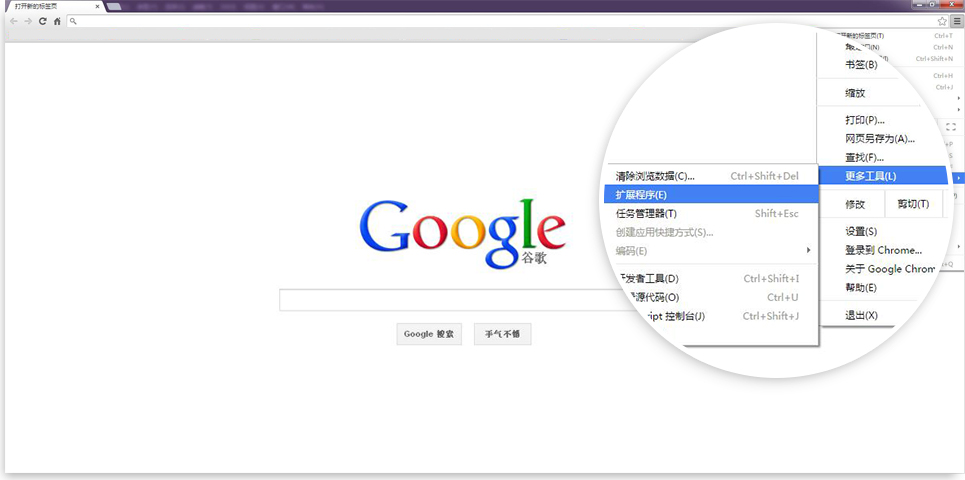 打开新的标签页
打开新的标签页(T) Ctrl+T
Ctrl+N
Ctrl+Shift+N
书签(B)
Ctrl+H
Ctrl+J
缩放
打印(P)...
网页另存为(A)...
查找(F)...
更多工具(L)
修改 剪切(T)
设置(S)
登录到 Chrome...
关于 Google Chrom
帮助(E)
退出(X)
清除浏览数据(C)... Ctrl+Shift+Del
扩展程序(E)
任务管理器(T) Shift+Esc
创建应用快捷方式(S)...
编码(E)
发者工具(D) Ctrl+Shift+I
源代码(O) Ctrl+U
ript 控制台(J) Ctrl+Shift+J
Google
谷歌
Google 搜索
手气不错